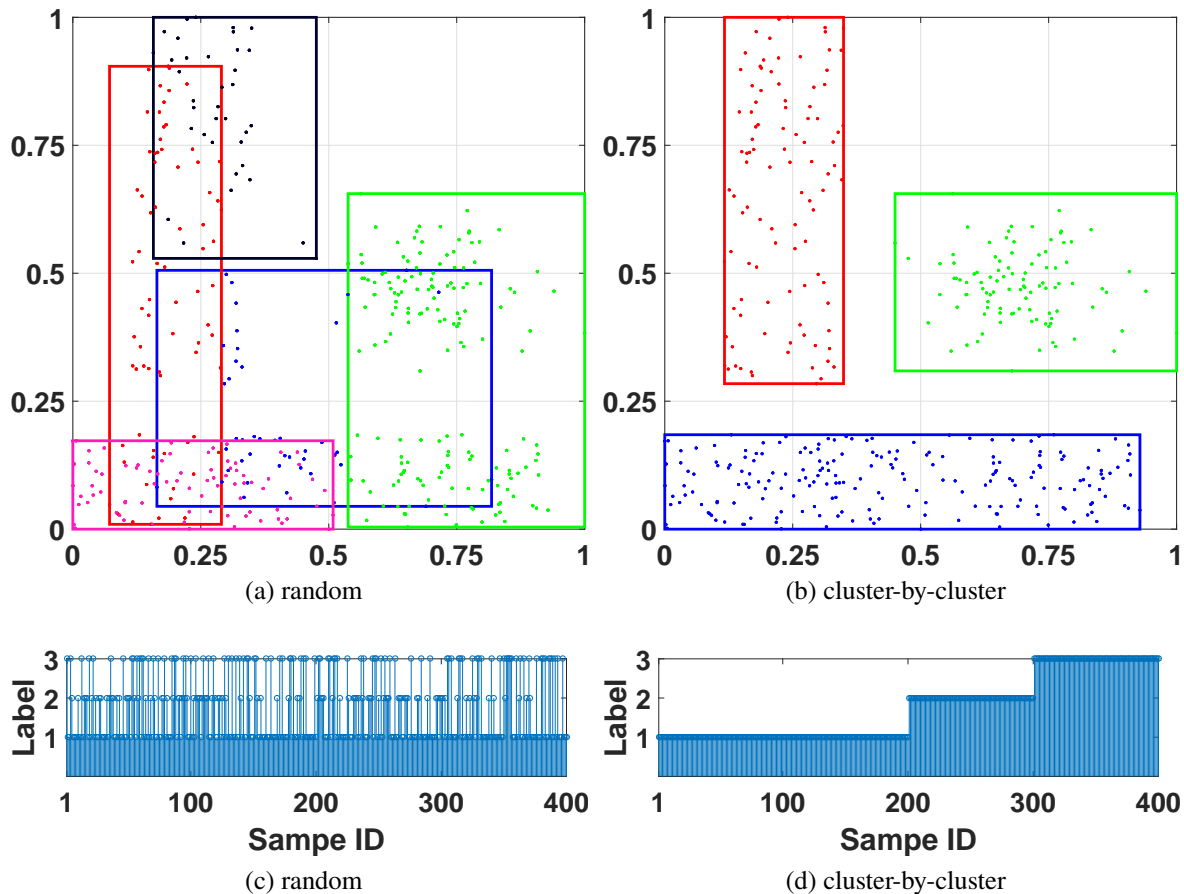 1
0.75
0.5
0.25
0
0 0.25 0.5 0.75 1
(a) random
1
0.75
0.5
0.25
0
0 0.25 0.5 0.75 1
(b) cluster-by-cluster
Label
3
2
1
1 100 200 300 400
Sampe ID
(c) random
Label
3
2
1
1 100 200 300 400
Sampe ID
(d) cluster-by-cluster